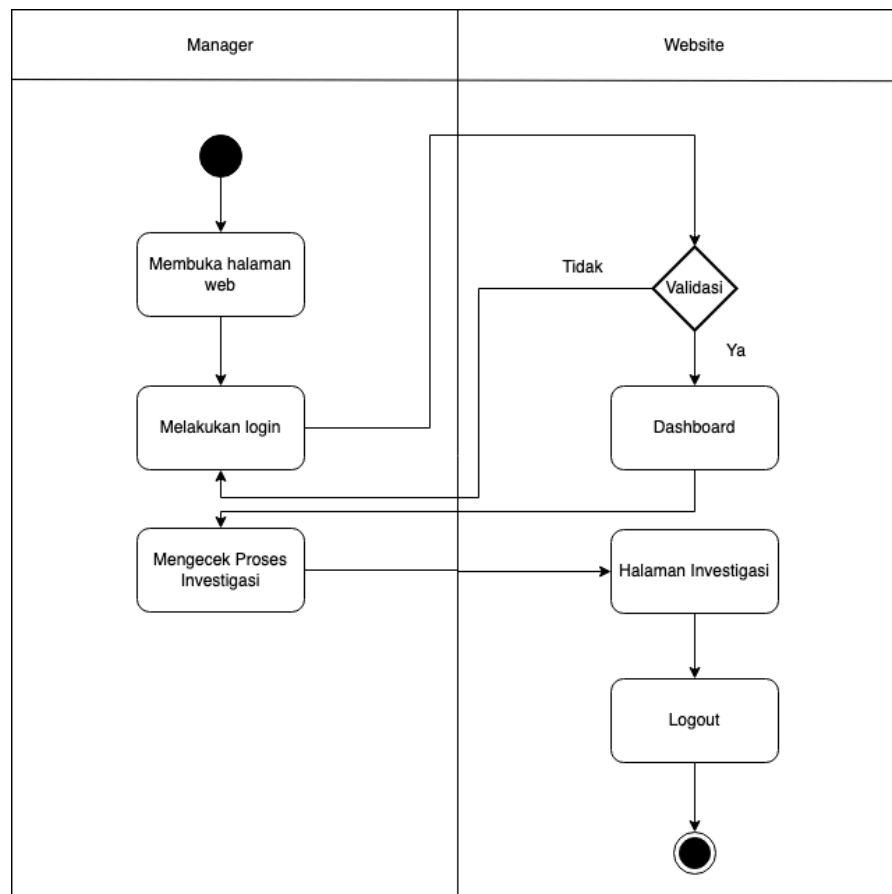 Manager
Website
Membuka halaman
web
Tidak
Validasi
Ya
Melakukan login
Dashboard
Mengecek Proses
Investigasi
Halaman Investigasi
Logout